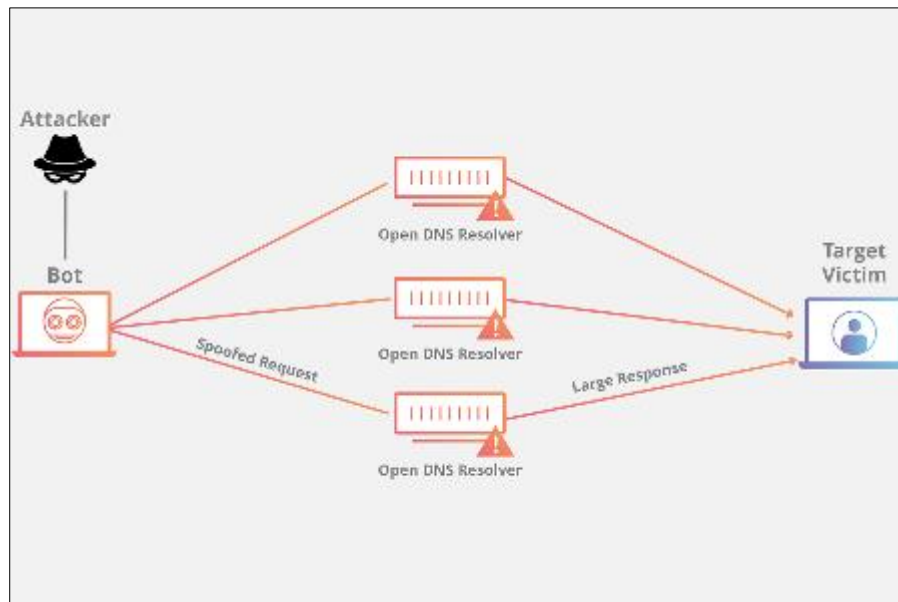 Attacker
Bot
Open DNS Resolver
Open DNS Resolver
Spoofed Request
Open DNS Resolver
Large Response
Target
Victim